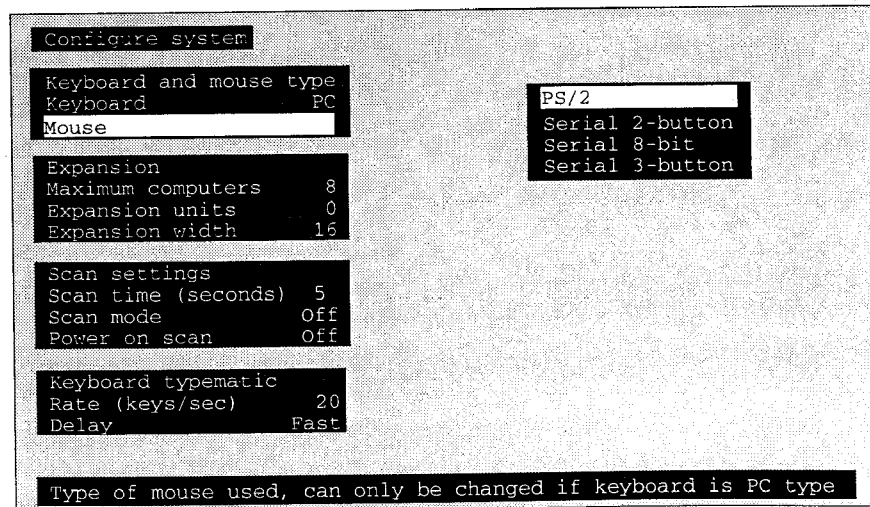 Configure system
Keyboard and mouse type
Keyboard PC
Mouse
Expansion
Maximum computers 8
Expansion units 0
Expansion width 16
Scan settings
Scan time (seconds) 5
Scan mode Off
Power on scan Off
Keyboard typematic
Rate (keys/sec) 20
Delay Fast
PS/2
Serial 2-button
Serial 8-bit
Serial 3-button
Type of mouse used, can only be changed if keyboard is PC type